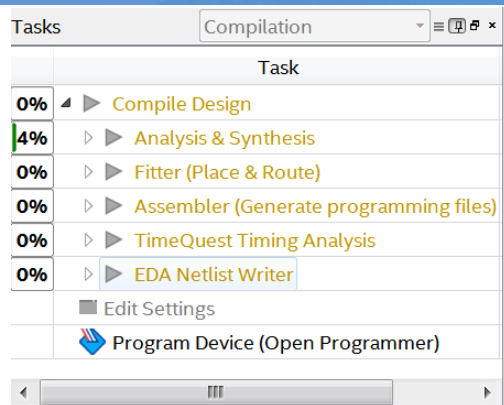 Tasks Compilation
Task
0% Compile Design
4% Analysis & Synthesis
0% Fitter (Place & Route)
0% Assembler (Generate programming files)
0% TimeQuest Timing Analysis
0% EDA Netlist Writer
Edit Settings
Program Device (Open Programmer)